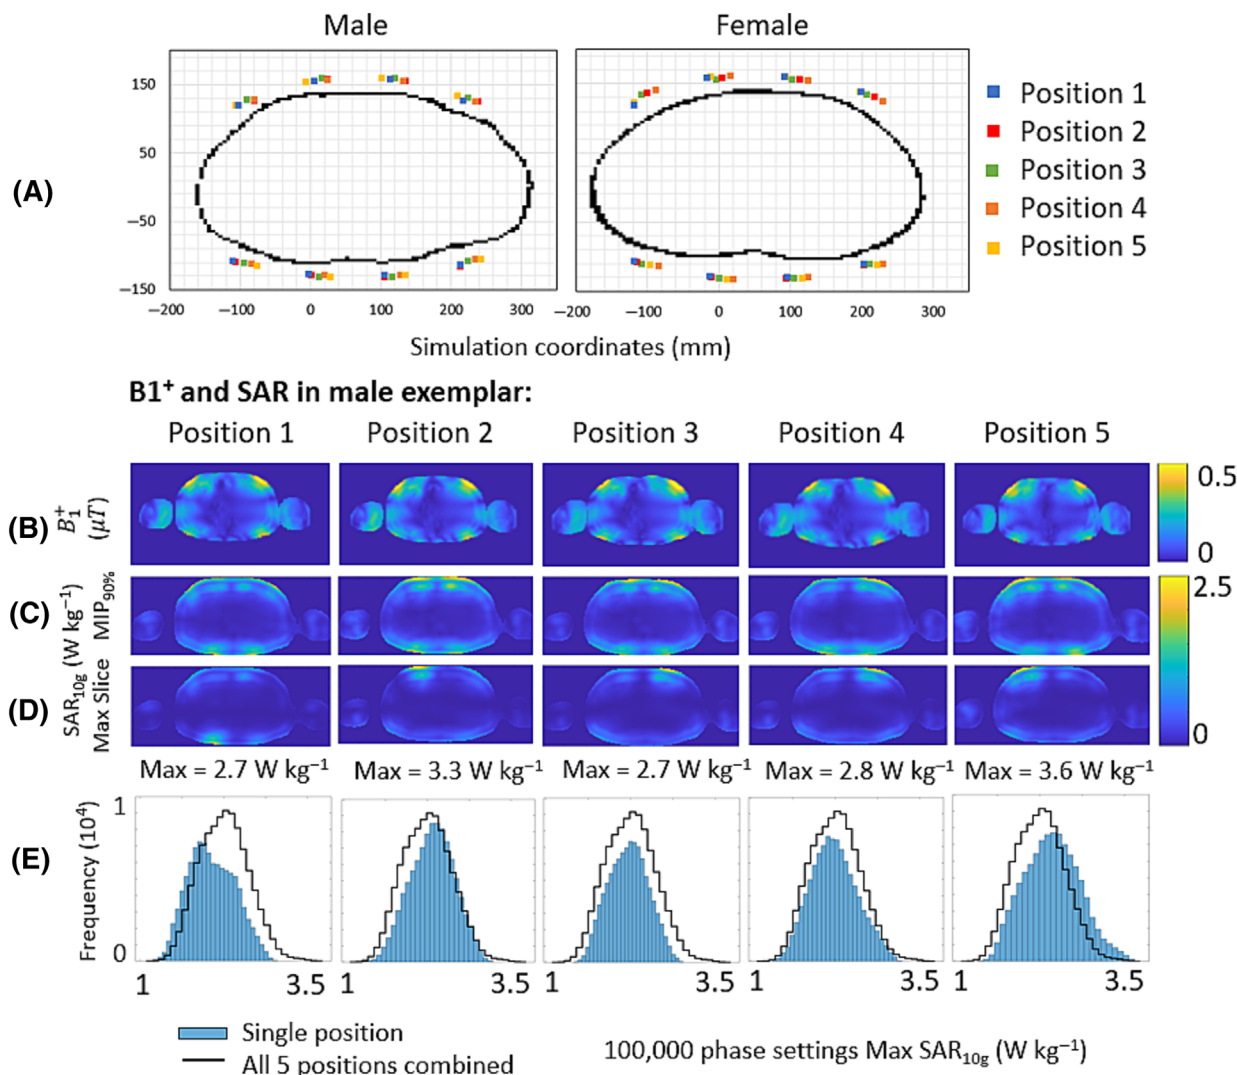 Male Female
(A)
150
50
−50
−150
−200 −100 0 100 200 300
−200 −100 0 100 200 300
Simulation coordinates (mm)
Position 1
Position 2
Position 3
Position 4
Position 5
B1⁺ and SAR in male exemplar:
Position 1 Position 2 Position 3 Position 4 Position 5
(B)
B₁⁺
(μT)
0.5
0
(C)
(D)
SAR₁₀g (W kg⁻¹)
MIP₉₀%
Max Slice
2.5
0
Max = 2.7 W kg⁻¹ Max = 3.3 W kg⁻¹ Max = 2.7 W kg⁻¹ Max = 2.8 W kg⁻¹ Max = 3.6 W kg⁻¹
(E)
Frequency (10⁴)
1
0
1 3.5 1 3.5 1 3.5 1 3.5 1 3.5
Single position
All 5 positions combined
100,000 phase settings Max SAR₁₀g (W kg⁻¹)